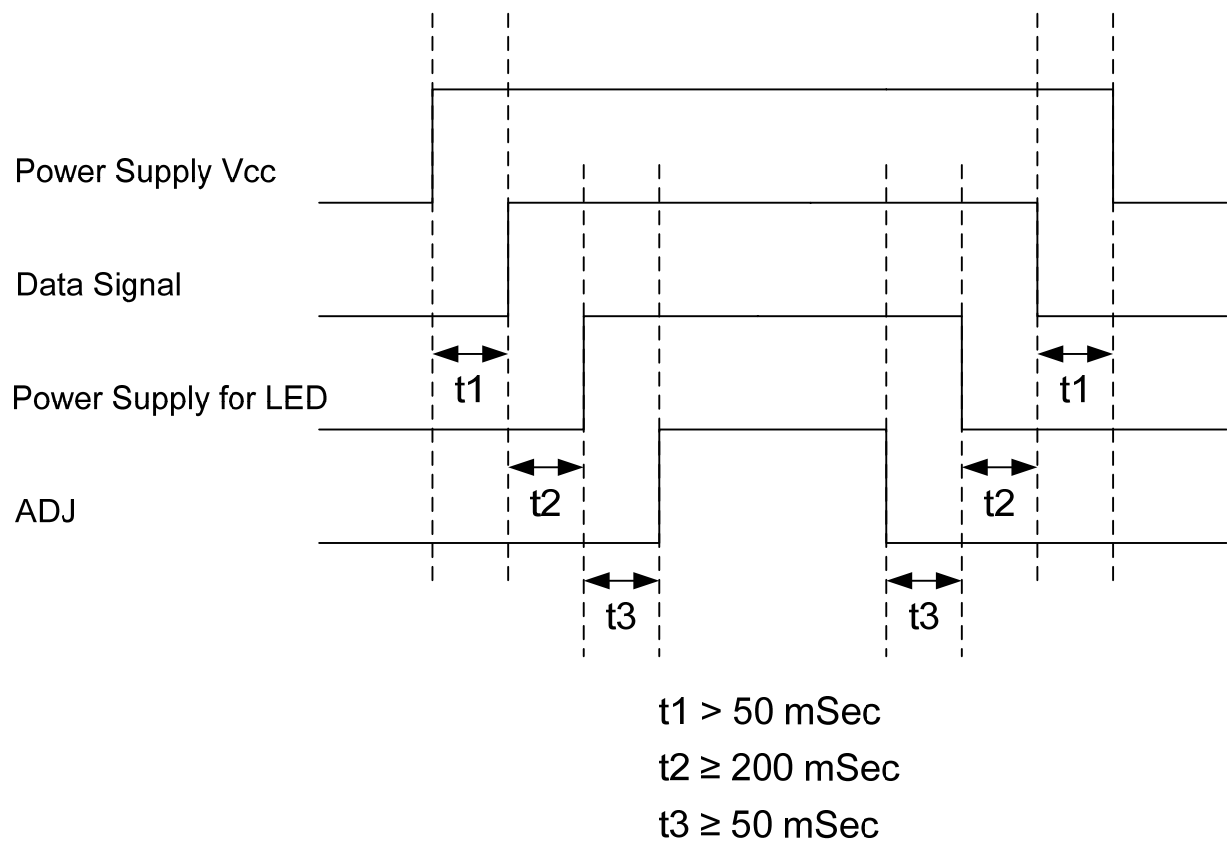 Power Supply Vcc
Data Signal
t1
t1
Power Supply for LED
t2
t2
ADJ
t3
t3
t1 > 50 mSec
t2 ≥ 200 mSec
t3 ≥ 50 mSec